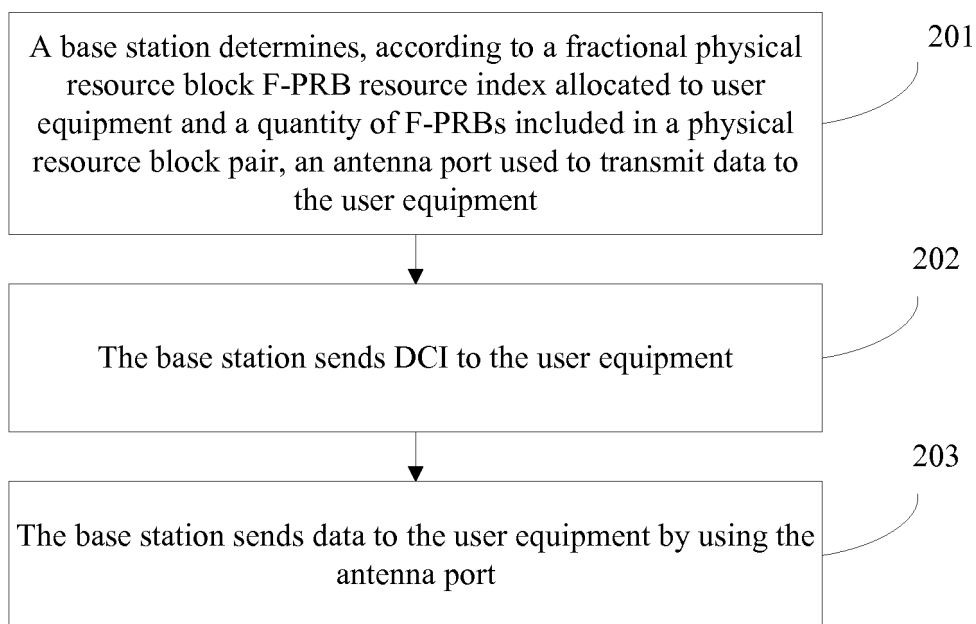 A base station determines, according to a fractional physical
resource block F-PRB resource index allocated to user
equipment and a quantity of F-PRBs included in a physical
resource block pair, an antenna port used to transmit data to
the user equipment
201
The base station sends DCI to the user equipment
202
The base station sends data to the user equipment by using the
antenna port
203